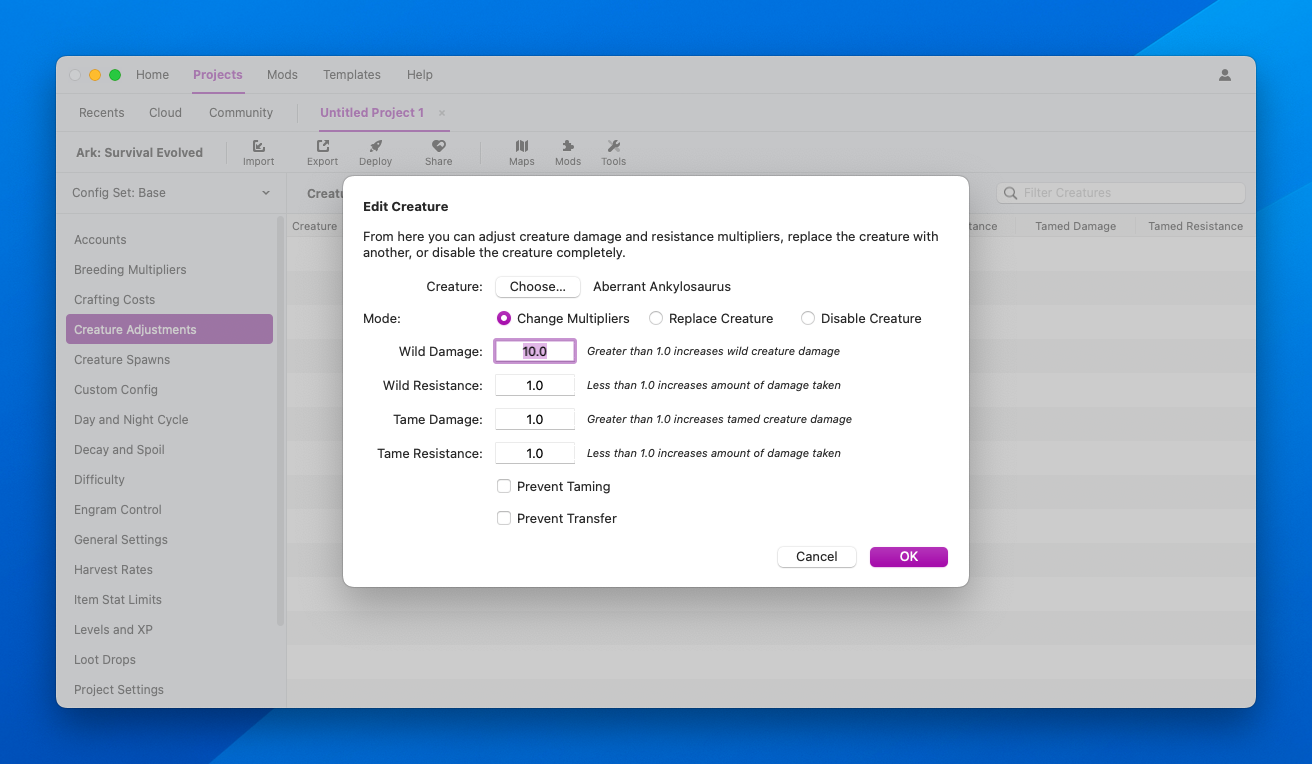 Home Projects Mods Templates Help
Recents Cloud Community Untitled Project 1 ×
Ark: Survival Evolved Import Export Deploy Share Maps Mods Tools
Config Set: Base
Filter Creatures
Creature
Tamed Damage Tamed Resistance
Accounts
Breeding Multipliers
Crafting Costs
Creature Adjustments
Creature Spawns
Custom Config
Day and Night Cycle
Decay and Spoil
Difficulty
Engram Control
General Settings
Harvest Rates
Item Stat Limits
Levels and XP
Loot Drops
Project Settings
Edit Creature
From here you can adjust creature damage and resistance multipliers, replace the creature with
another, or disable the creature completely.
Creature: Choose... Aberrant Ankylosaurus
Mode: Change Multipliers Replace Creature Disable Creature
Wild Damage: 10.0 Greater than 1.0 increases wild creature damage
Wild Resistance: 1.0 Less than 1.0 increases amount of damage taken
Tame Damage: 1.0 Greater than 1.0 increases tamed creature damage
Tame Resistance: 1.0 Less than 1.0 increases amount of damage taken
Prevent Taming
Prevent Transfer
Cancel OK